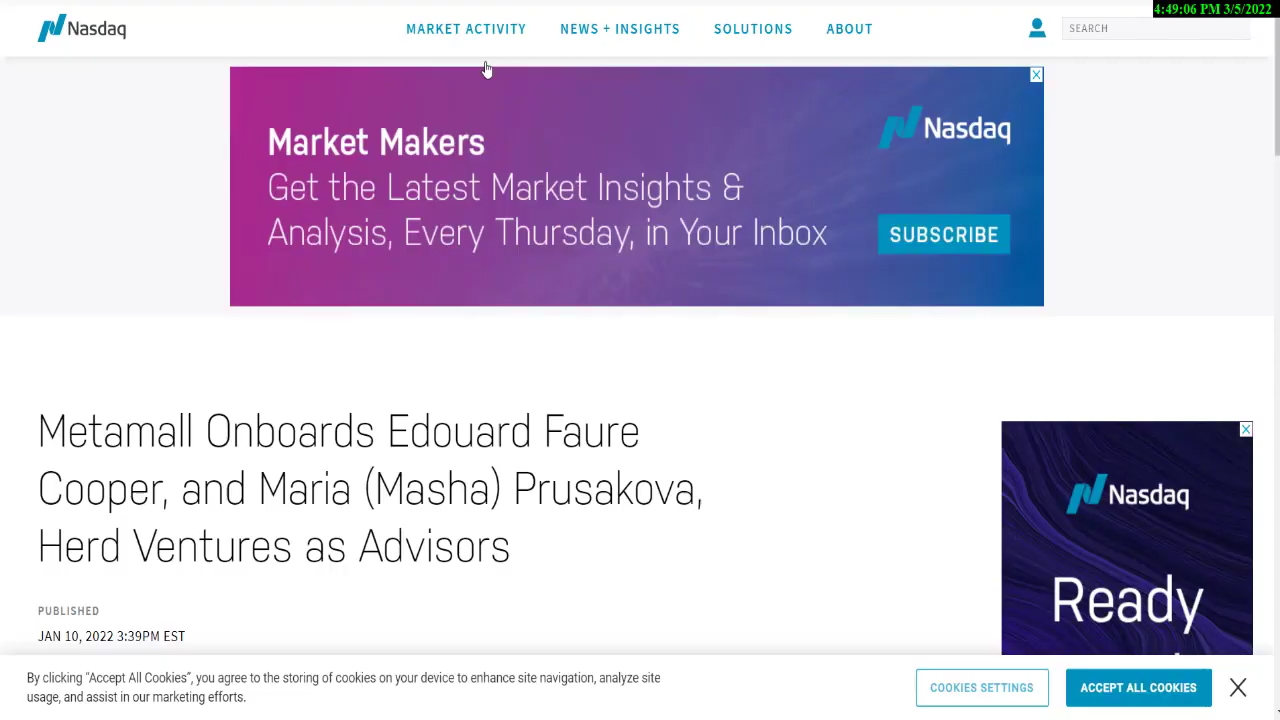 4:49:06 PM 3/5/2022
Nasdaq
MARKET ACTIVITY
NEWS + INSIGHTS
SOLUTIONS
ABOUT
SEARCH
Market Makers
Get the Latest Market Insights &
Analysis, Every Thursday, in Your Inbox
Nasdaq
SUBSCRIBE
Metamall Onboards Edouard Faure
Cooper, and Maria (Masha) Prusakova,
Herd Ventures as Advisors
PUBLISHED
JAN 10, 2022 3:39PM EST
Nasdaq
Ready
By clicking “Accept All Cookies”, you agree to the storing of cookies on your device to enhance site navigation, analyze site
usage, and assist in our marketing efforts.
COOKIES SETTINGS
ACCEPT ALL COOKIES